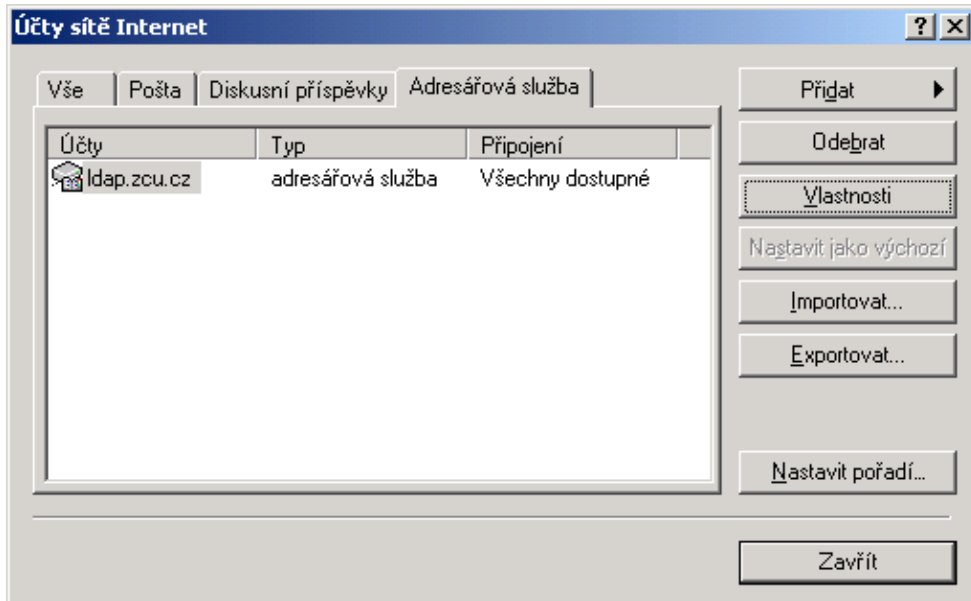 Účty sítě Internet
Vše Pošta Diskusní příspěvky Adresářová služba
Účty Typ Připojení
ldap.zcu.cz adresářová služba Všechny dostupné
Přidat
Odebrat
Vlastnosti
Nastavit jako výchozí
Importovat...
Exportovat...
Nastavit pořadí...
Zavřít